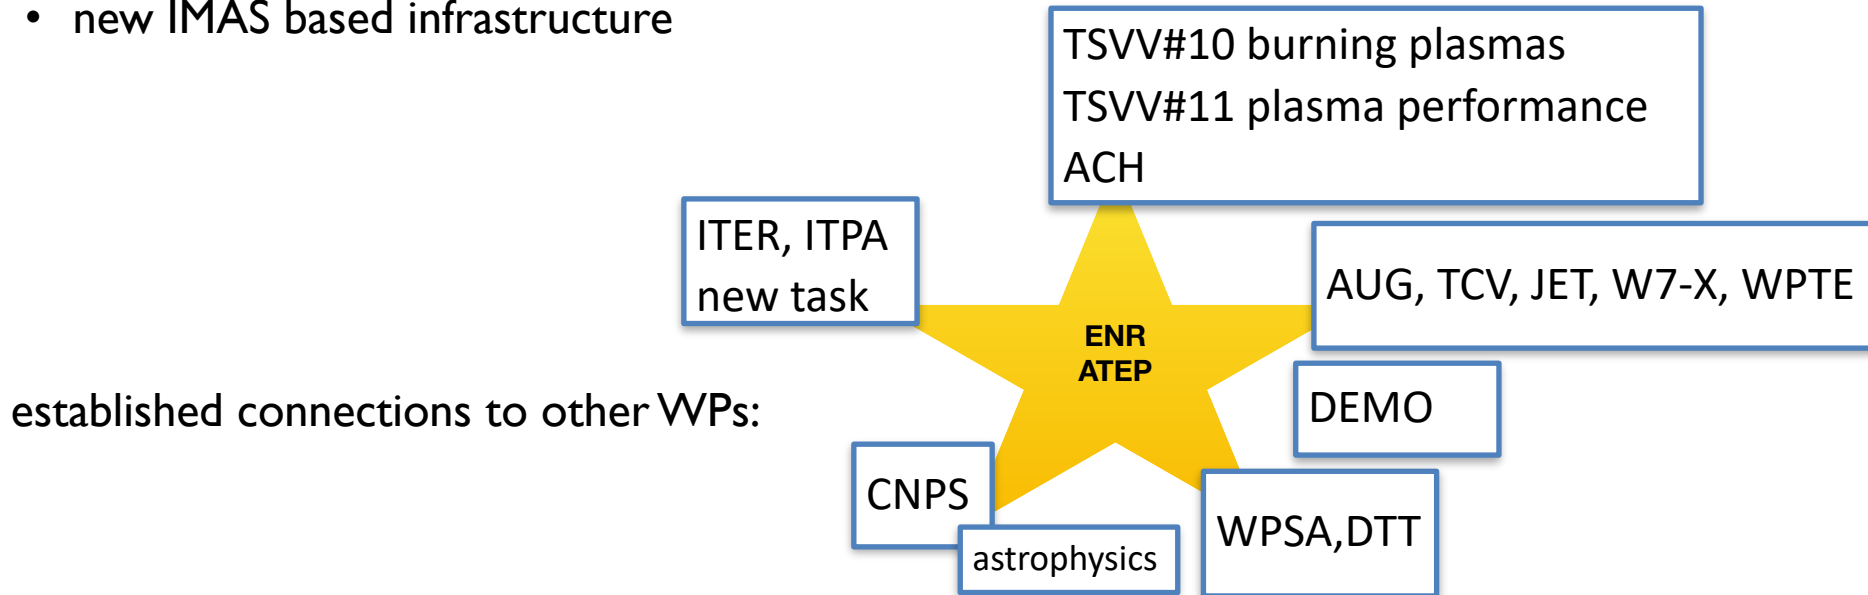 • new IMAS based infrastructure
TSVV#10 burning plasmas
TSVV#11 plasma performance
ACH
ITER, ITPA
new task
AUG, TCV, JET, W7-X, WPTE
ENR
ATEP
DEMO
established connections to other WPs:
CNPS
WPSA,DTT
astrophysics